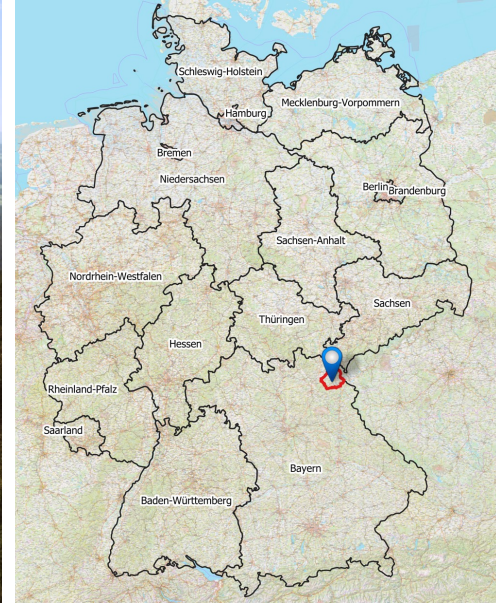 Schleswig-Holstein
Mecklenburg-Vorpommern
Hamburg
Bremen
Niedersachsen
Berlin
Brandenburg
Sachsen-Anhalt
Nordrhein-Westfalen
Sachsen
Thüringen
Hessen
Rheinland-Pfalz
Saarland
Bayern
Baden-Württemberg